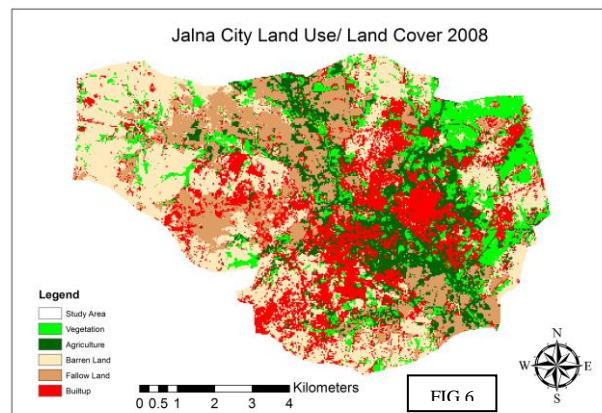 Jalna City Land Use/ Land Cover 2008
Legend
Study Area
Vegetation
Agriculture
Barren Land
Fallow Land
Builtup
0 0.5 1 2 3 4
Kilometers
FIG 6
N
W E
S